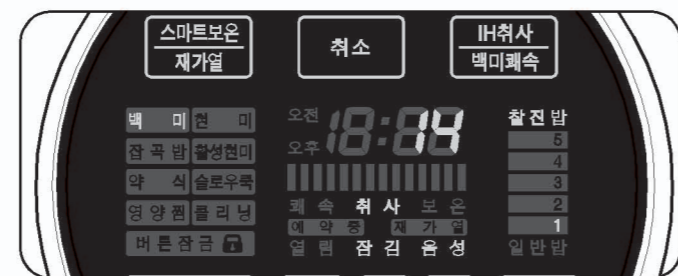 스마트보온
재가열
취소
IH취사
백미쾌속
백 미 현 미
잡곡밥 활성현미
약 식 슬로우쿡
영양찜 클리닝
버튼잠금
오전
오후
18:88
14
쾌속 취사 보온
예약중 재가열
열림 잠김 음성
찰진밥
5
4
3
2
1
일반밥